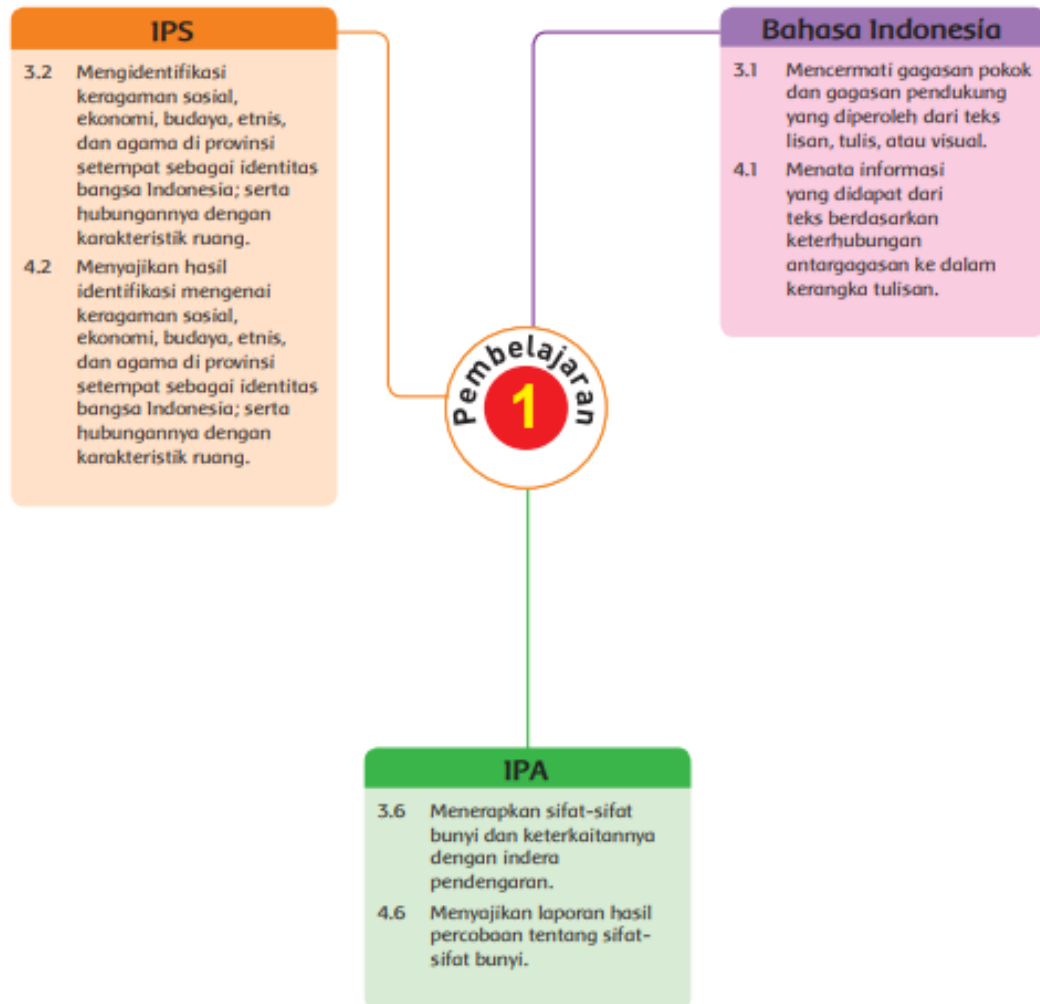 IPS
3.2 Mengidentifikasi
keragaman sosial,
ekonomi, budaya, etnis,
dan agama di provinsi
setempat sebagai identitas
bangsa Indonesia; serta
hubungannya dengan
karakteristik ruang.
4.2 Menyajikan hasil
identifikasi mengenai
keragaman sosial,
ekonomi, budaya, etnis,
dan agama di provinsi
setempat sebagai identitas
bangsa Indonesia; serta
hubungannya dengan
karakteristik ruang.
Bahasa Indonesia
3.1 Mencermati gagasan pokok
dan gagasan pendukung
yang diperoleh dari teks
lisan, tulis, atau visual.
4.1 Menata informasi
yang didapat dari
teks berdasarkan
keterhubungan
antargagasan ke dalam
kerangka tulisan.
Pembelajaran
1
IPA
3.6 Menerapkan sifat-sifat
bunyi dan keterkaitannya
dengan indera
pendengaran.
4.6 Menyajikan laporan hasil
percobaan tentang sifat-
sifat bunyi.